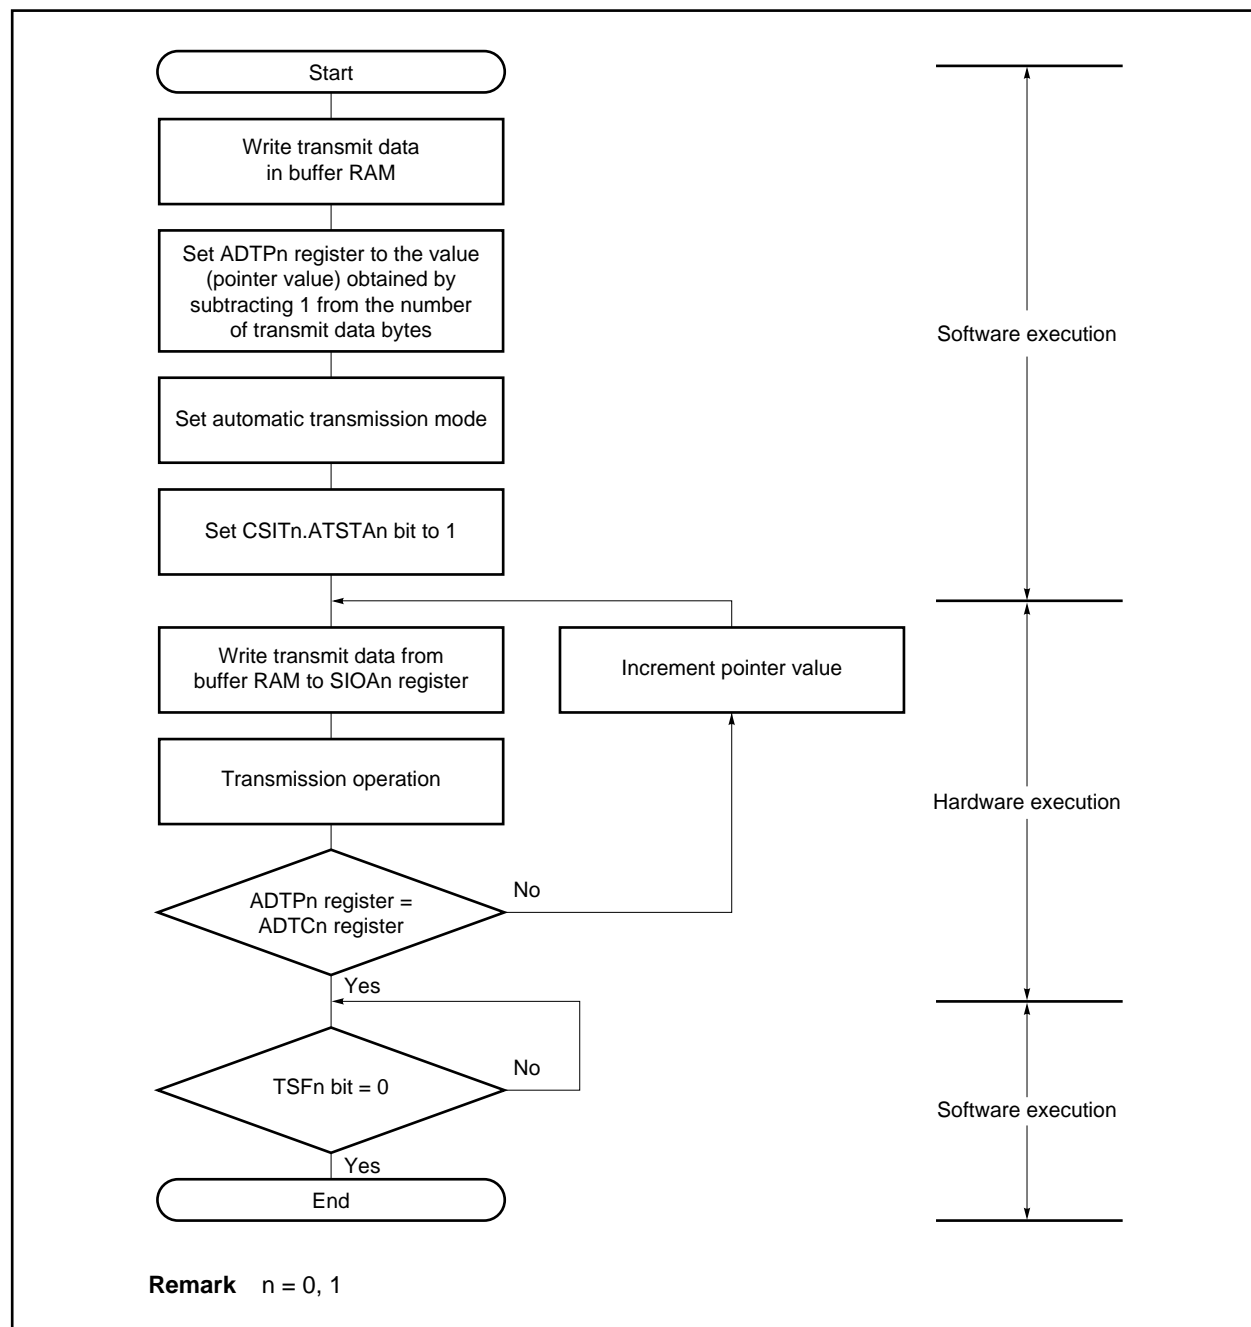 Start
Write transmit data
in buffer RAM
Set ADTPn register to the value
(pointer value) obtained by
subtracting 1 from the number
of transmit data bytes
Software execution
Set automatic transmission mode
Set CSITn.ATSTAn bit to 1
Write transmit data from
buffer RAM to SIOAn register
Increment pointer value
Transmission operation
Hardware execution
ADTPn register =
ADTCn register
No
Yes
TSFn bit = 0
No
Software execution
Yes
End
Remark n = 0, 1